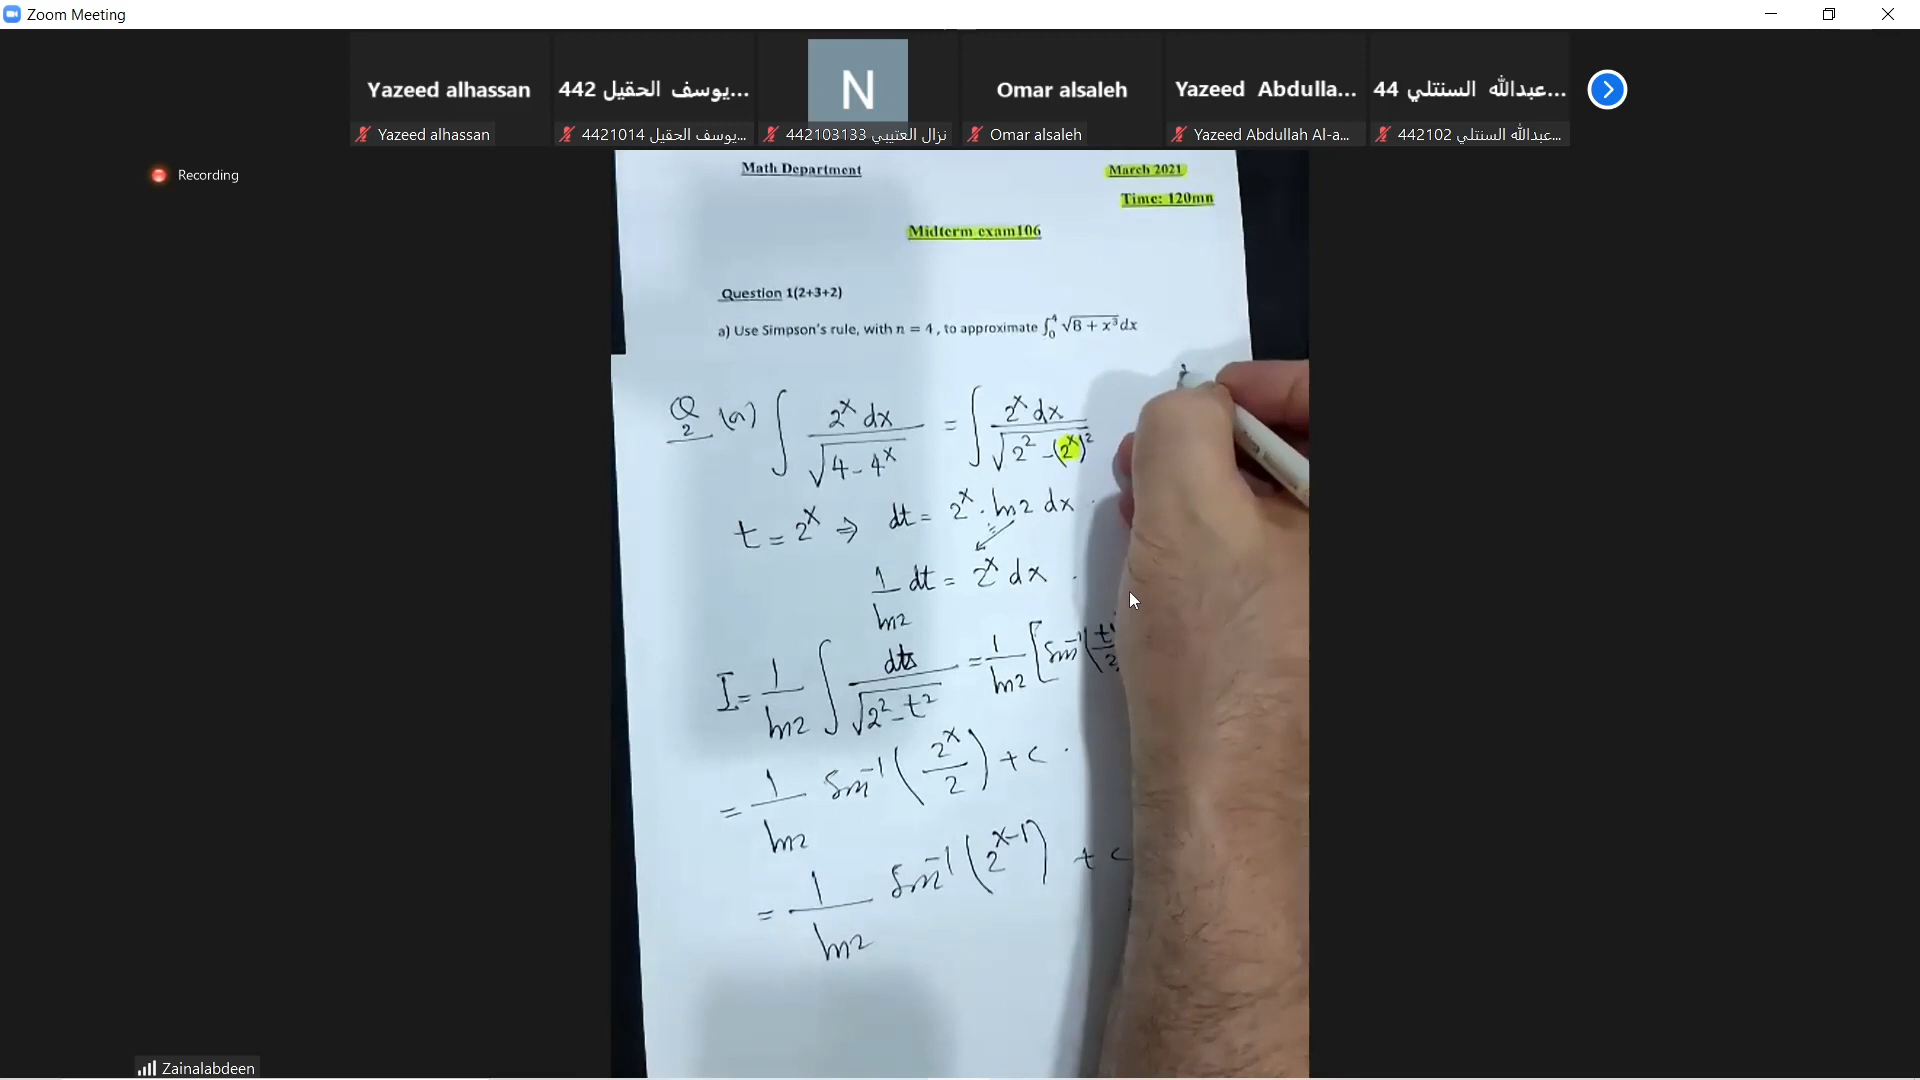 Zoom Meeting
Yazeed alhassan
442 يوسف الحقيل...
N
Omar alsaleh
Yazeed Abdulla...
44 عبدالله السنتلي...
Yazeed alhassan
4421014 يوسف الحقيل...
442103133 نزال العتيبي
Omar alsaleh
Yazeed Abdullah Al-a...
442102 عبدالله السنتلي...
Recording
Math Department
March 2021
Time: 120mn
Midterm exam106
Question 1(2+3+2)
a) Use Simpson's rule, with n = 4 , to approximate ∫₀⁴ √(8 + x³) dx
Q/2 (a) ∫ 2^x dx / √(4 - 4^x) = ∫ 2^x dx / √(2² - (2^x)²)
t = 2^x ⇒ dt = 2^x . ln2 dx .
1/ln2 dt = 2^x dx .
I = 1/ln2 ∫ dt / √(2² - t²) = 1/ln2 [sin⁻¹(t/2
= 1/ln2 sin⁻¹(2^x / 2) + c .
= 1/ln2 sin⁻¹(2^(x-1)) + c
Zainalabdeen